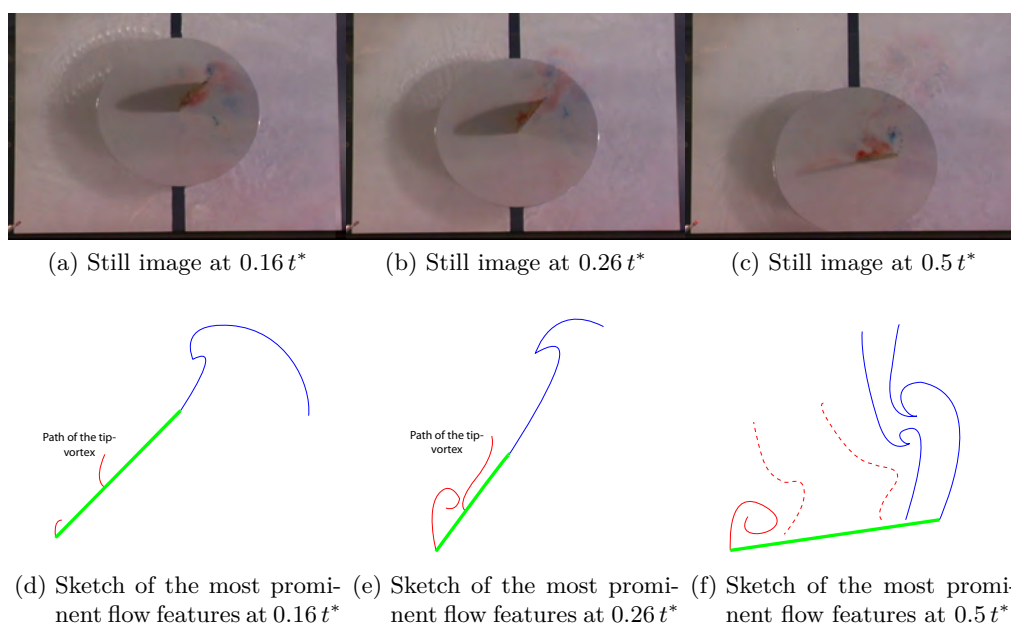 (a) Still image at 0.16 t*
(b) Still image at 0.26 t*
(c) Still image at 0.5 t*
Path of the tip-
vortex
Path of the tip-
vortex
(d) Sketch of the most promi-
nent flow features at 0.16 t*
(e) Sketch of the most promi-
nent flow features at 0.26 t*
(f) Sketch of the most promi-
nent flow features at 0.5 t*